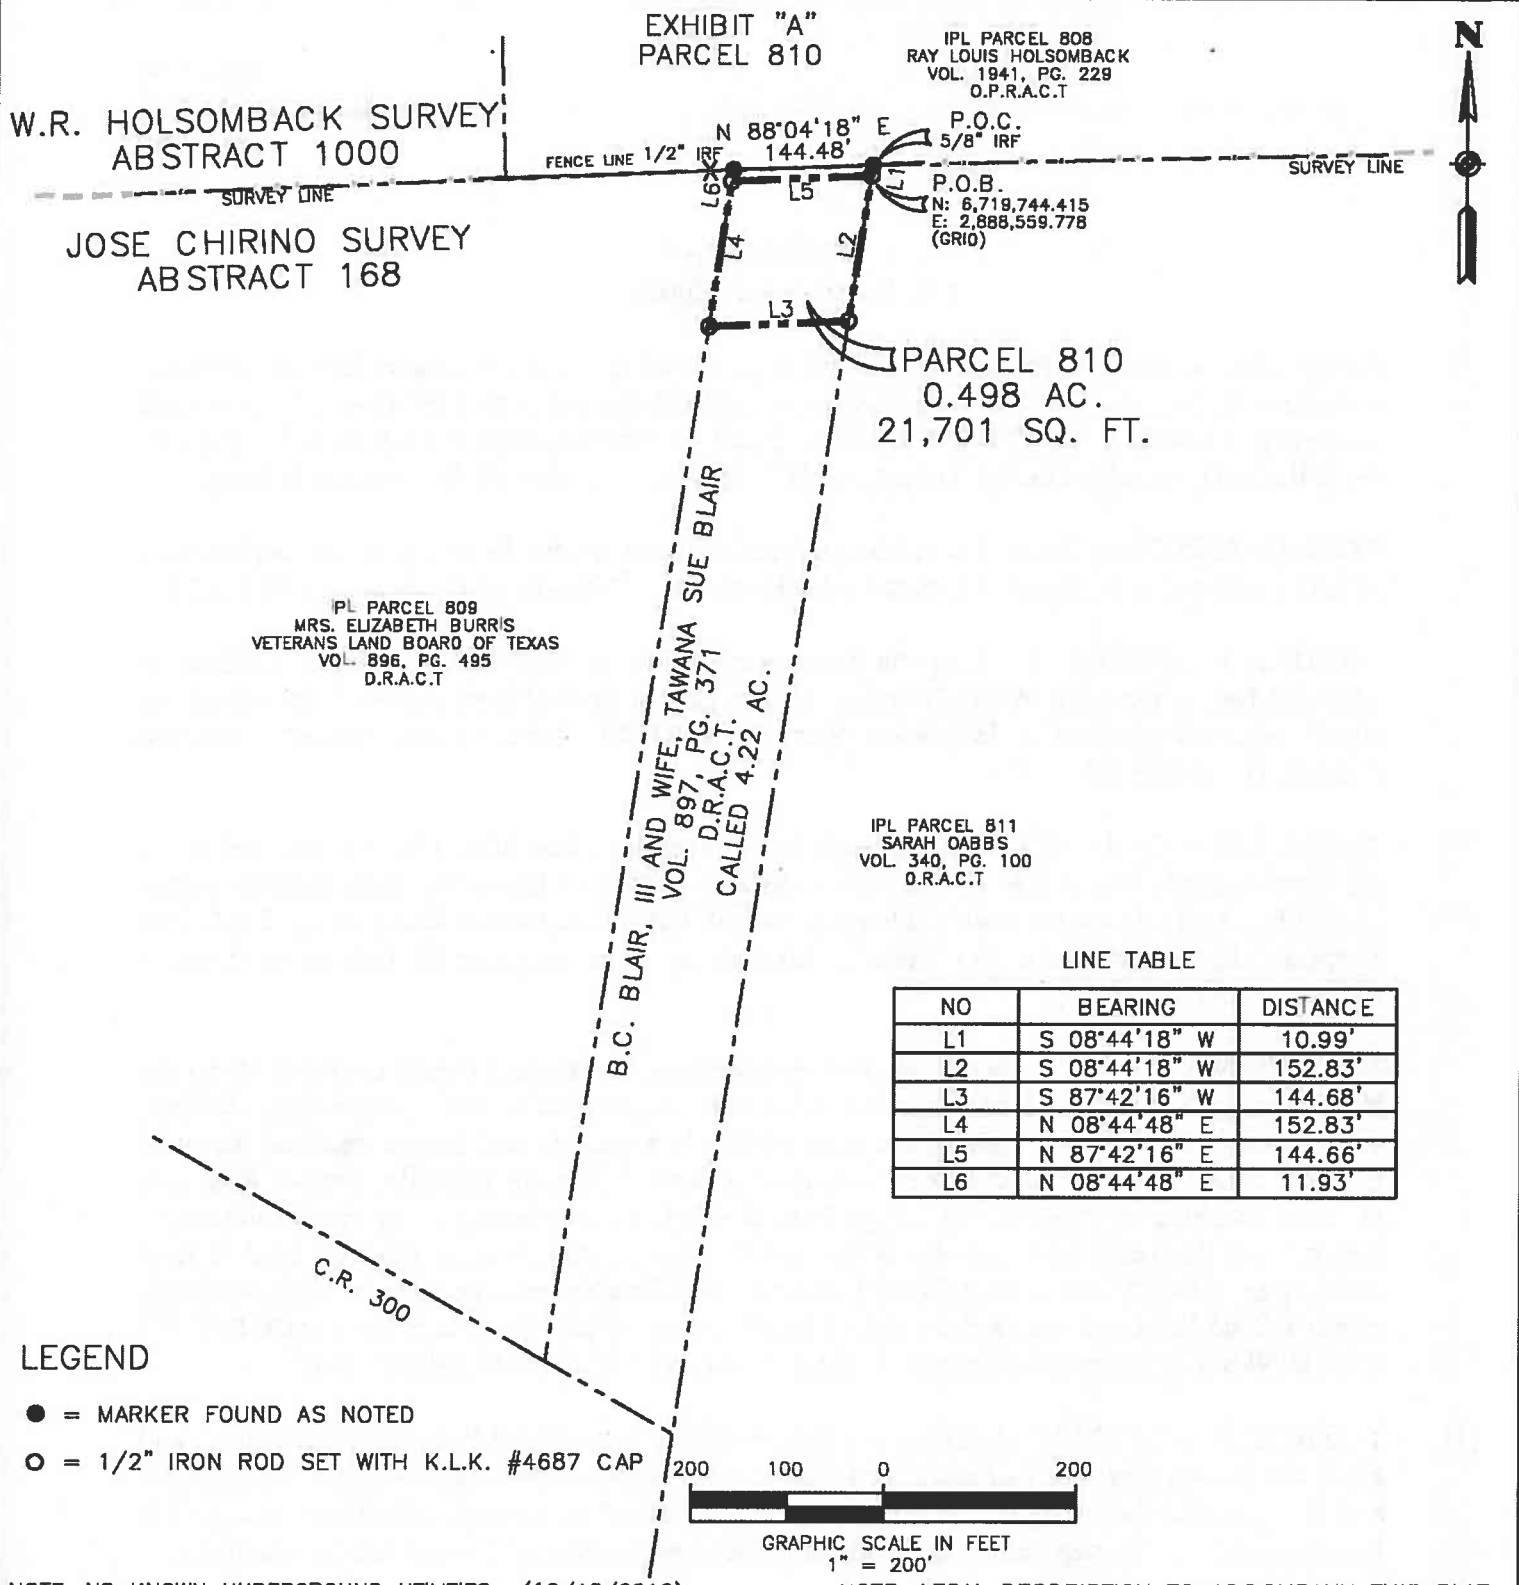 EXHIBIT "A"
PARCEL 810
IPL PARCEL 808
RAY LOUIS HOLSOMBACK
VOL. 1941, PG. 229
O.P.R.A.C.T
N
W.R. HOLSOMBACK SURVEY
ABSTRACT 1000
N 88°04'18" E
144.48'
P.O.C.
5/8" IRF
FENCE LINE 1/2" IRF
SURVEY LINE
SURVEY LINE
L6
L5
L1
P.O.B.
N: 6,719,744.415
E: 2,888,559.778
(GRID)
JOSE CHIRINO SURVEY
ABSTRACT 168
L4
L2
L3
PARCEL 810
0.498 AC.
21,701 SQ. FT.
B.C. BLAIR, III AND WIFE, TAWANA SUE BLAIR
VOL. 897, PG. 371
D.R.A.C.T.
CALLED 4.22 AC.
IPL PARCEL 809
MRS. ELIZABETH BURRIS
VETERANS LAND BOARD OF TEXAS
VOL. 896, PG. 495
D.R.A.C.T
IPL PARCEL 811
SARAH DABBS
VOL. 340, PG. 100
D.R.A.C.T
LINE TABLE
NO BEARING DISTANCE
L1 S 08°44'18" W 10.99'
L2 S 08°44'18" W 152.83'
L3 S 87°42'16" W 144.68'
L4 N 08°44'48" E 152.83'
L5 N 87°42'16" E 144.66'
L6 N 08°44'48" E 11.93'
C.R. 300
LEGEND
● = MARKER FOUND AS NOTED
O = 1/2" IRON ROD SET WITH K.L.K. #4687 CAP
200 100 0 200
GRAPHIC SCALE IN FEET
1" = 200'